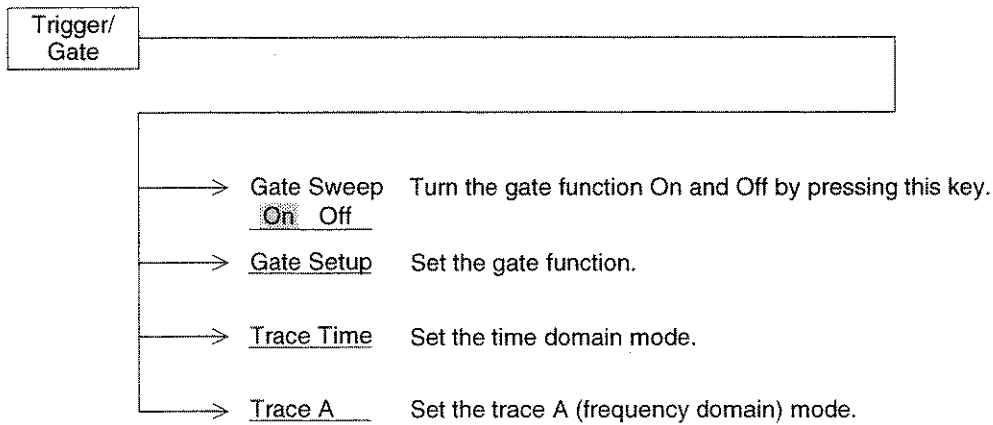 Trigger/
Gate
Gate Sweep Turn the gate function On and Off by pressing this key.
On Off
Gate Setup Set the gate function.
Trace Time Set the time domain mode.
Trace A Set the trace A (frequency domain) mode.